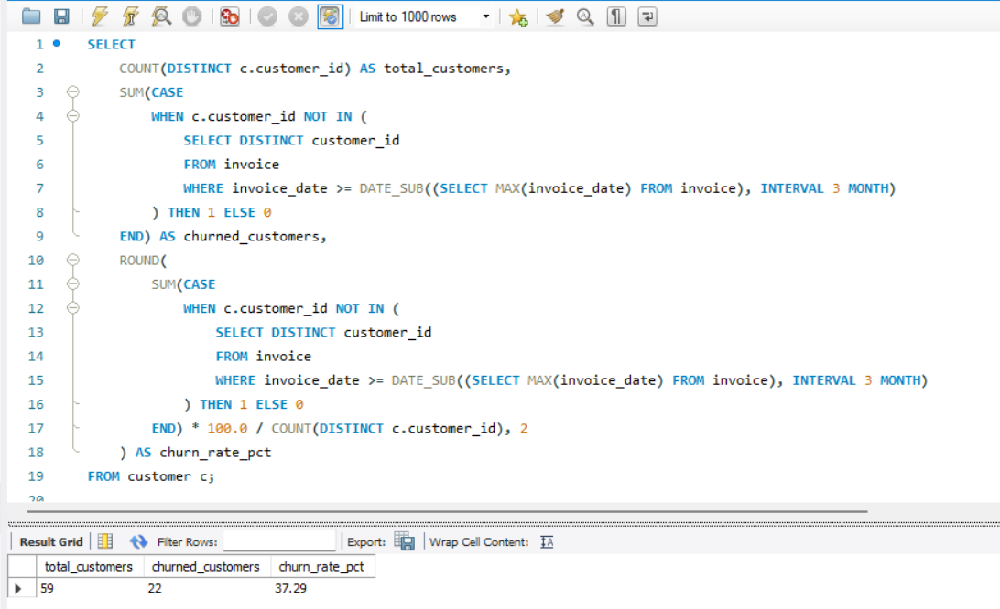 Limit to 1000 rows
1 SELECT
2 COUNT(DISTINCT c.customer_id) AS total_customers,
3 SUM(CASE
4 WHEN c.customer_id NOT IN (
5 SELECT DISTINCT customer_id
6 FROM invoice
7 WHERE invoice_date >= DATE_SUB((SELECT MAX(invoice_date) FROM invoice), INTERVAL 3 MONTH)
8 ) THEN 1 ELSE 0
9 END) AS churned_customers,
10 ROUND(
11 SUM(CASE
12 WHEN c.customer_id NOT IN (
13 SELECT DISTINCT customer_id
14 FROM invoice
15 WHERE invoice_date >= DATE_SUB((SELECT MAX(invoice_date) FROM invoice), INTERVAL 3 MONTH)
16 ) THEN 1 ELSE 0
17 END) * 100.0 / COUNT(DISTINCT c.customer_id), 2
18 ) AS churn_rate_pct
19 FROM customer c;
20
Result Grid Filter Rows: Export: Wrap Cell Content:
total_customers churned_customers churn_rate_pct
59 22 37.29